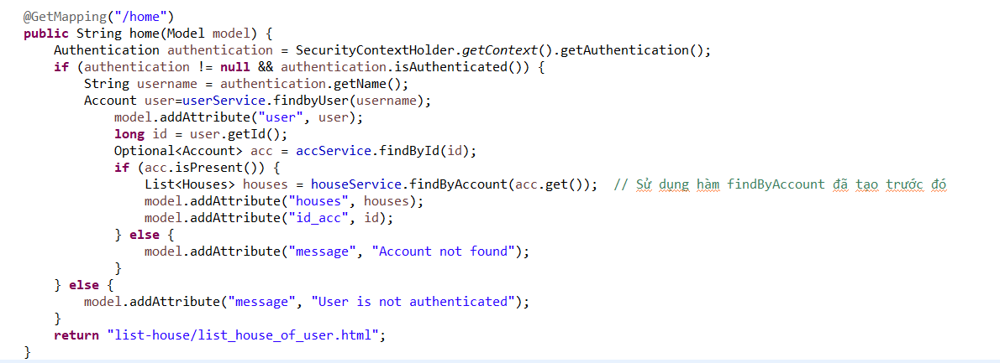 @GetMapping("/home")
public String home(Model model) {
    Authentication authentication = SecurityContextHolder.getContext().getAuthentication();
    if (authentication != null && authentication.isAuthenticated()) {
        String username = authentication.getName();
        Account user=userService.findbyUser(username);
            model.addAttribute("user", user);
            long id = user.getId();
            Optional<Account> acc = accService.findById(id);
            if (acc.isPresent()) {
                List<Houses> houses = houseService.findByAccount(acc.get());  // Sử dụng hàm findByAccount đã tạo trước đó
                model.addAttribute("houses", houses);
                model.addAttribute("id_acc", id);
            } else {
                model.addAttribute("message", "Account not found");
            }
    } else {
        model.addAttribute("message", "User is not authenticated");
    }
    return "list-house/list_house_of_user.html";
}